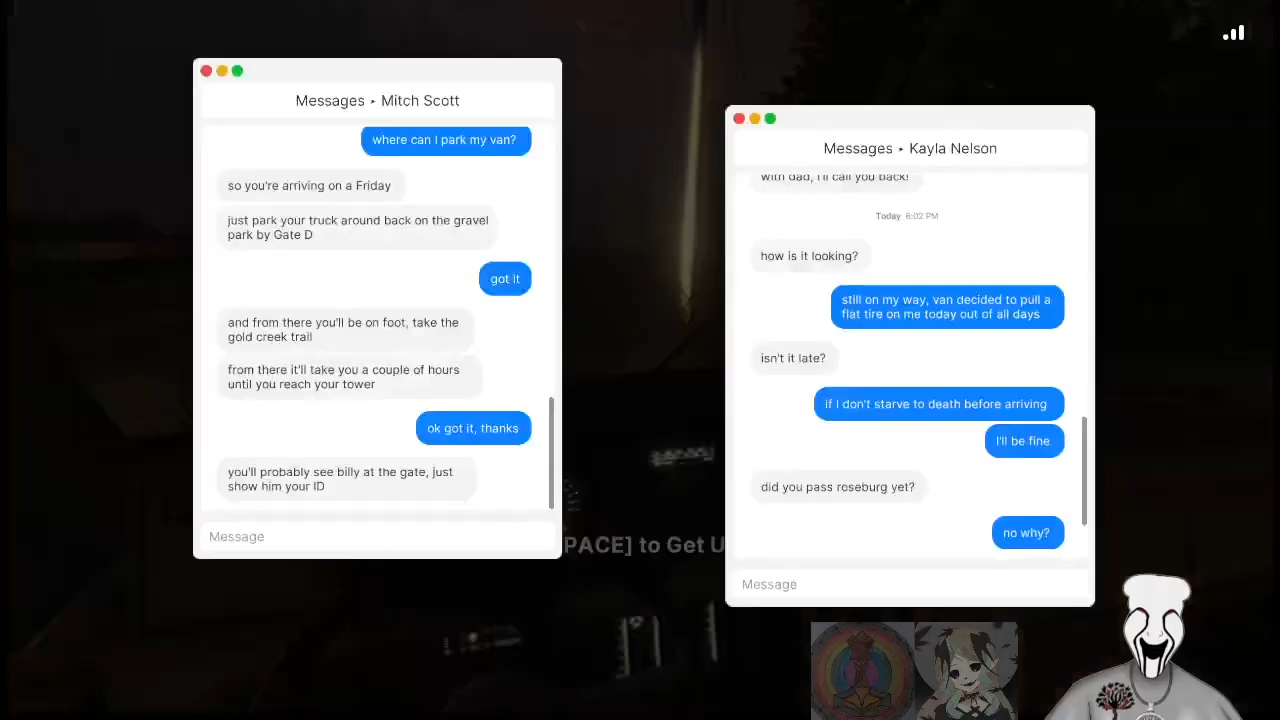 Messages ▸ Mitch Scott
where can I park my van?
so you're arriving on a Friday
just park your truck around back on the gravel
park by Gate D
got it
and from there you'll be on foot, take the
gold creek trail
from there it'll take you a couple of hours
until you reach your tower
ok got it, thanks
you'll probably see billy at the gate, just
show him your ID
Message
PACE] to Get U
Messages ▸ Kayla Nelson
with dad, I'll call you back!
Today 6:02 PM
how is it looking?
still on my way, van decided to pull a
flat tire on me today out of all days
isn't it late?
if I don't starve to death before arriving
I'll be fine
did you pass roseburg yet?
no why?
Message